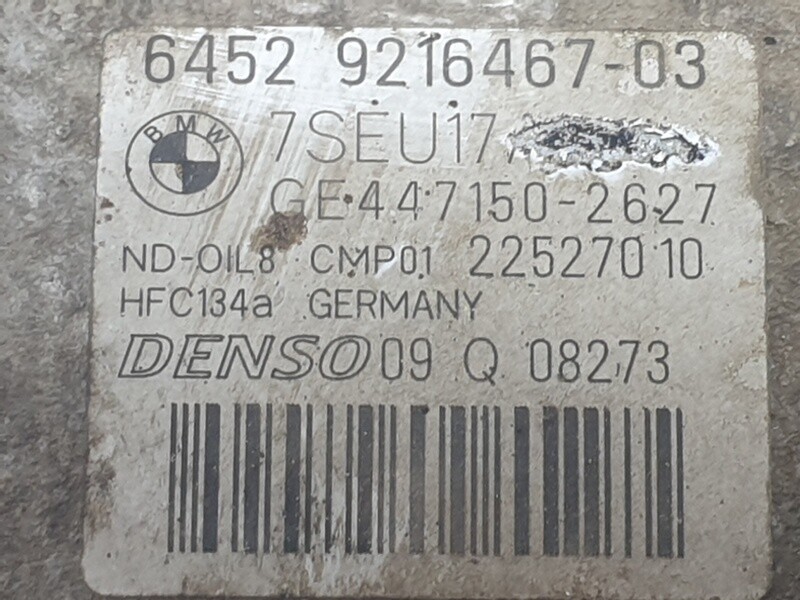 6452 9216467-03
BMW
7SEU17
GE447150-2627
ND-OIL8 CMP01 22527010
HFC134a GERMANY
DENSO 09 Q 08273